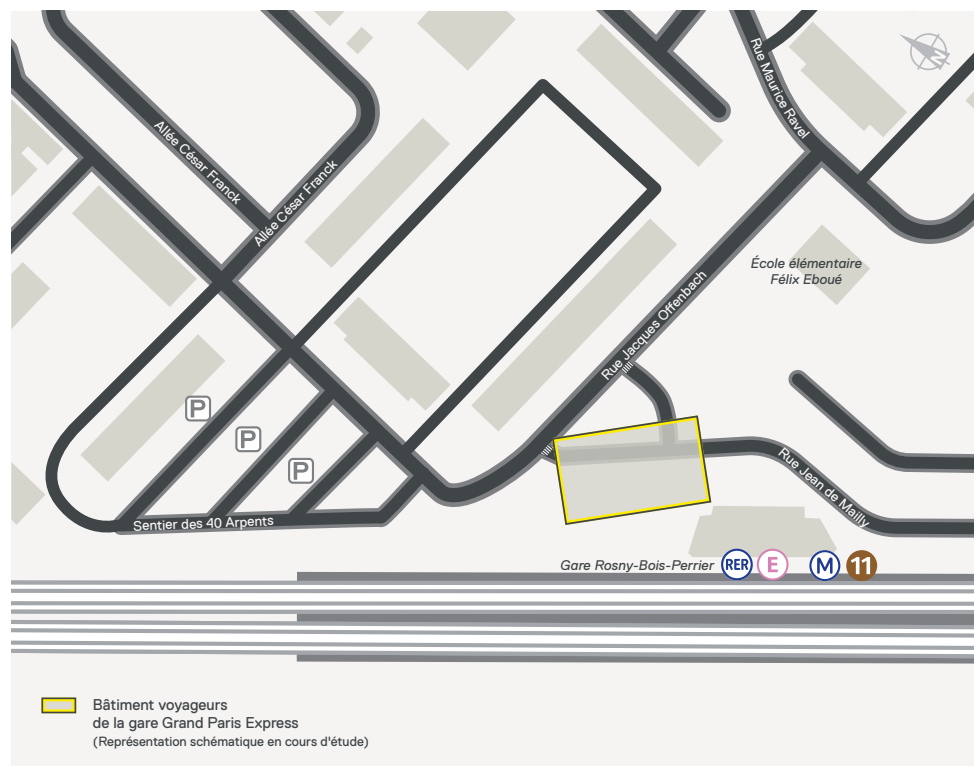 Rue Maurice Ravel
Allée César Franck
Allée César Franck
École élémentaire
Félix Eboué
Rue Jacques Offenbach
P
P
P
Rue Jean de Mailly
Sentier des 40 Arpents
Gare Rosny-Bois-Perrier RER E M 11
Bâtiment voyageurs
de la gare Grand Paris Express
(Représentation schématique en cours d'étude)